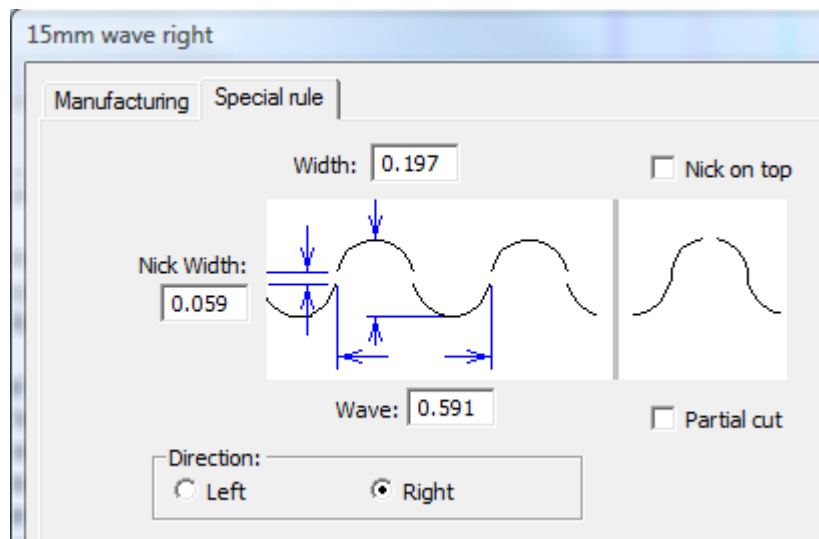 15mm wave right
Manufacturing Special rule
Width: 0.197
Nick on top
Nick Width:
0.059
Wave: 0.591
Partial cut
Direction:
Left Right